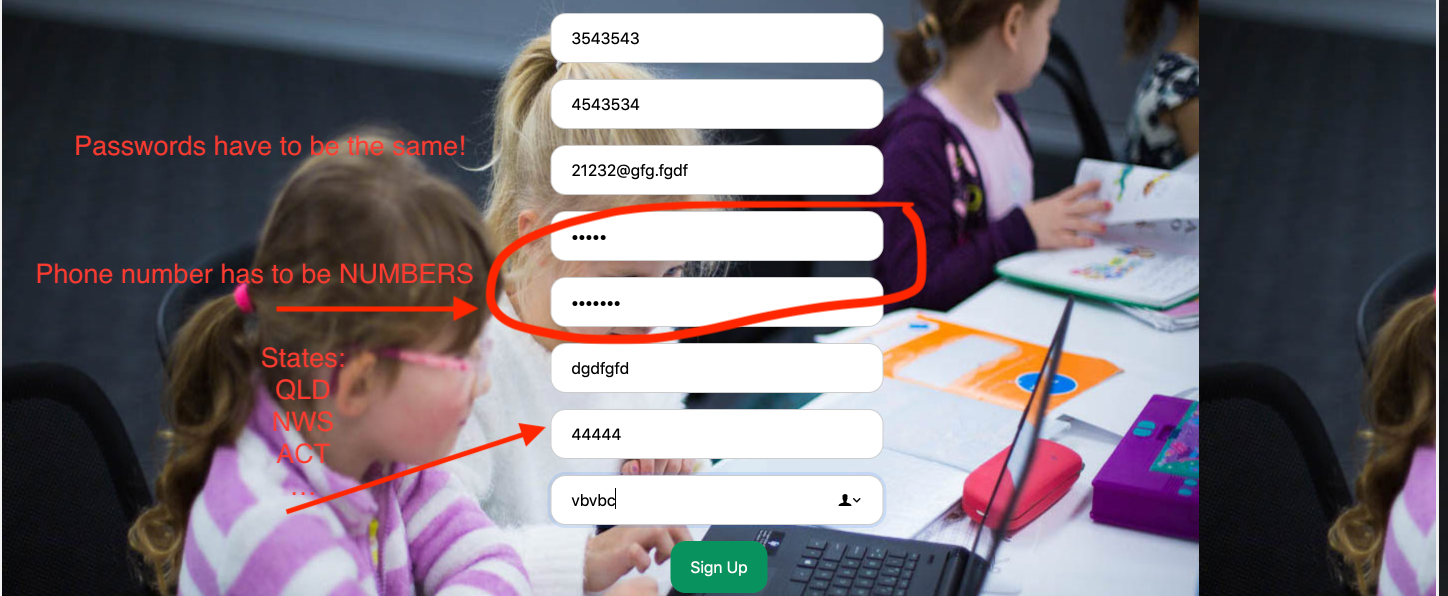 3543543
4543534
Passwords have to be the same!
21232@gfg.fgdf
•••••
Phone number has to be NUMBERS
•••••••
States:
dgdfgfd
QLD
NWS
44444
ACT
...
vbvbc
Sign Up